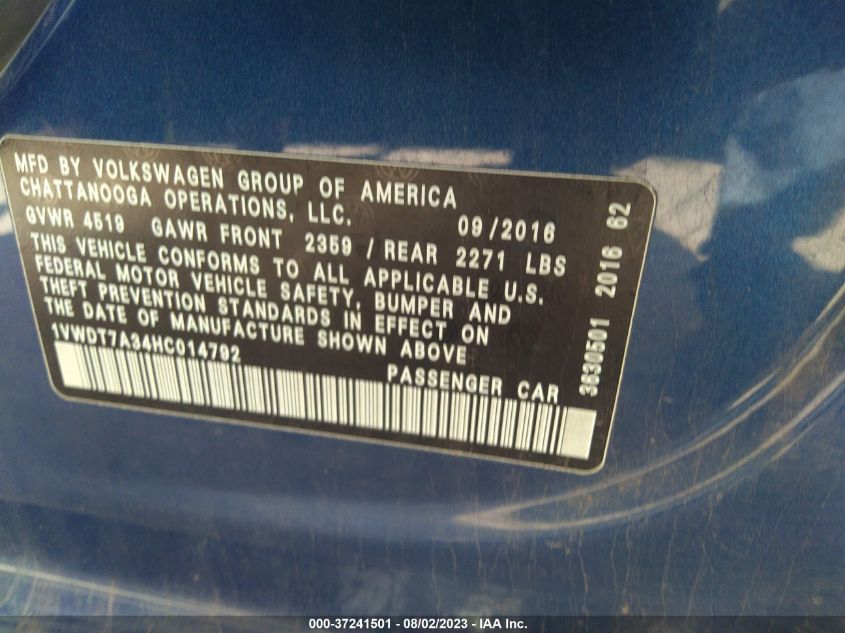 MFD BY VOLKSWAGEN GROUP OF AMERICA
CHATTANOOGA OPERATIONS, LLC.
09/2016
GVWR 4519 GAWR FRONT 2359 / REAR 2271 LBS
THIS VEHICLE CONFORMS TO ALL APPLICABLE U.S.
FEDERAL MOTOR VEHICLE SAFETY, BUMPER AND
THEFT PREVENTION STANDARDS IN EFFECT ON
THE DATE OF MANUFACTURE SHOWN ABOVE
1VWDT7A34HC014792
PASSENGER CAR
3630501 2016 62
000-37241501 - 08/02/2023 - IAA Inc.